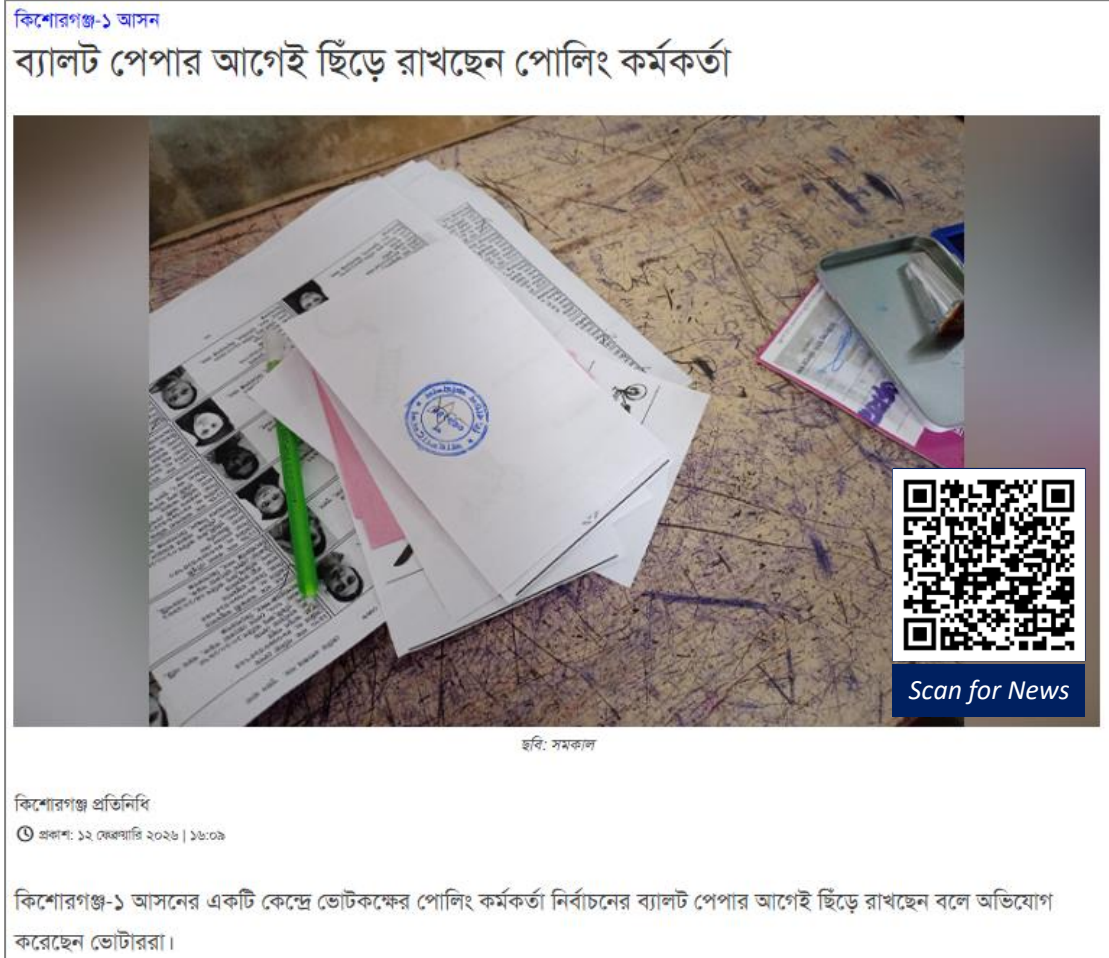 কিশোরগঞ্জ-১ আসন
ব্যালট পেপার আগেই ছিঁড়ে রাখছেন পোলিং কর্মকর্তা
Scan for News
ছবি: সমকাল
কিশোরগঞ্জ প্রতিনিধি
প্রকাশ: ১২ ফেব্রুয়ারি ২০২৬ | ১৬:০৯
কিশোরগঞ্জ-১ আসনের একটি কেন্দ্রে ভোটকক্ষের পোলিং কর্মকর্তা নির্বাচনের ব্যালট পেপার আগেই ছিঁড়ে রাখছেন বলে অভিযোগ
করেছেন ভোটাররা।